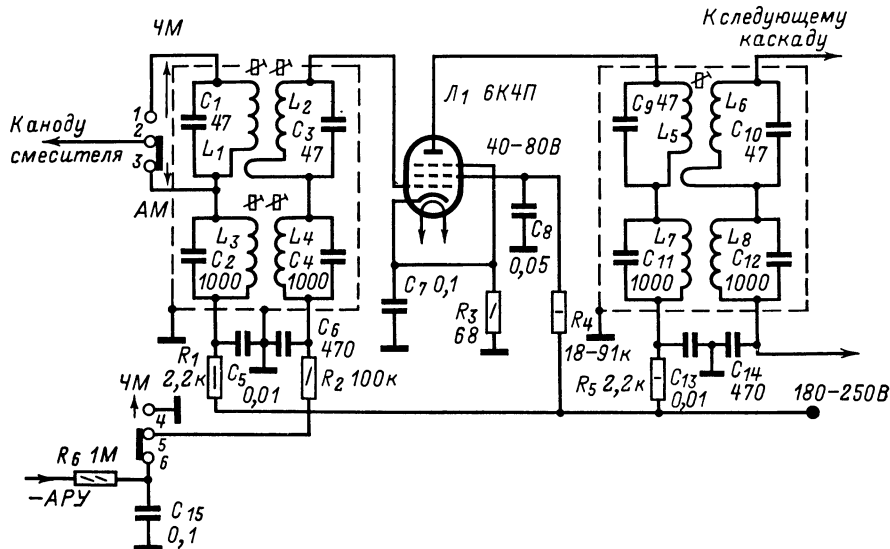 ЧМ
К следующему
каскаду
1
2
3
К аноду
смесителя
АМ
C1
47
L1
L2
C3
47
Л1 6К4П
40-80В
C9 47
L5
L6
C10
47
L3
C2
1000
L4
C4
1000
C8
0,05
L7
C11
1000
L8
C12
1000
C7 0,1
R3
68
R4
18-91к
R1
2,2к
C5
0,01
C6
470
R2 100к
R5 2,2к
C13
0,01
C14
470
180-250В
ЧМ
4
5
6
R6 1М
-АРУ
C15
0,1